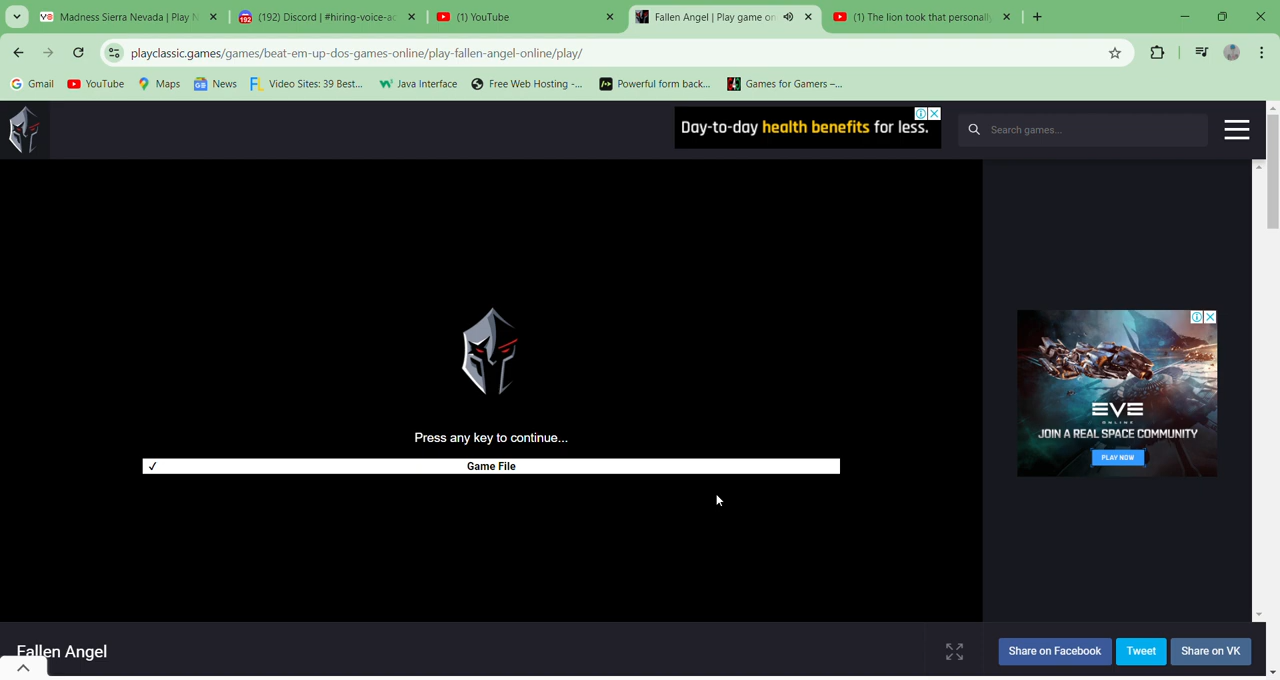 Madness Sierra Nevada | Play N
(192) Discord | #hiring-voice-ac
(1) YouTube
Fallen Angel | Play game on
(1) The lion took that personally
playclassic.games/games/beat-em-up-dos-games-online/play-fallen-angel-online/play/
Gmail
YouTube
Maps
News
Video Sites: 39 Best...
Java Interface
Free Web Hosting -...
Powerful form back...
Games for Gamers –...
Day-to-day health benefits for less.
Search games...
Press any key to continue...
✓ Game File
EVE
ONLINE
JOIN A REAL SPACE COMMUNITY
PLAY NOW
Fallen Angel
Share on Facebook
Tweet
Share on VK